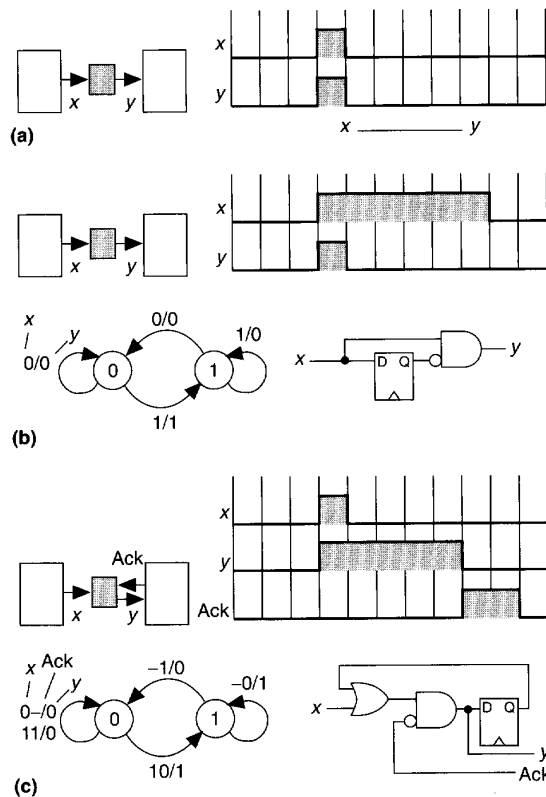 x
y
x
y
x y
(a)
x
y
x
y
x
y
0/0
0
0/0
1
1/0
1/1
x
D Q
y
(b)
x
y
Ack
Ack
x
y
x Ack
y
0–/0
11/0
0
–1/0
1
–0/1
10/1
x
D Q
y
Ack
(c)